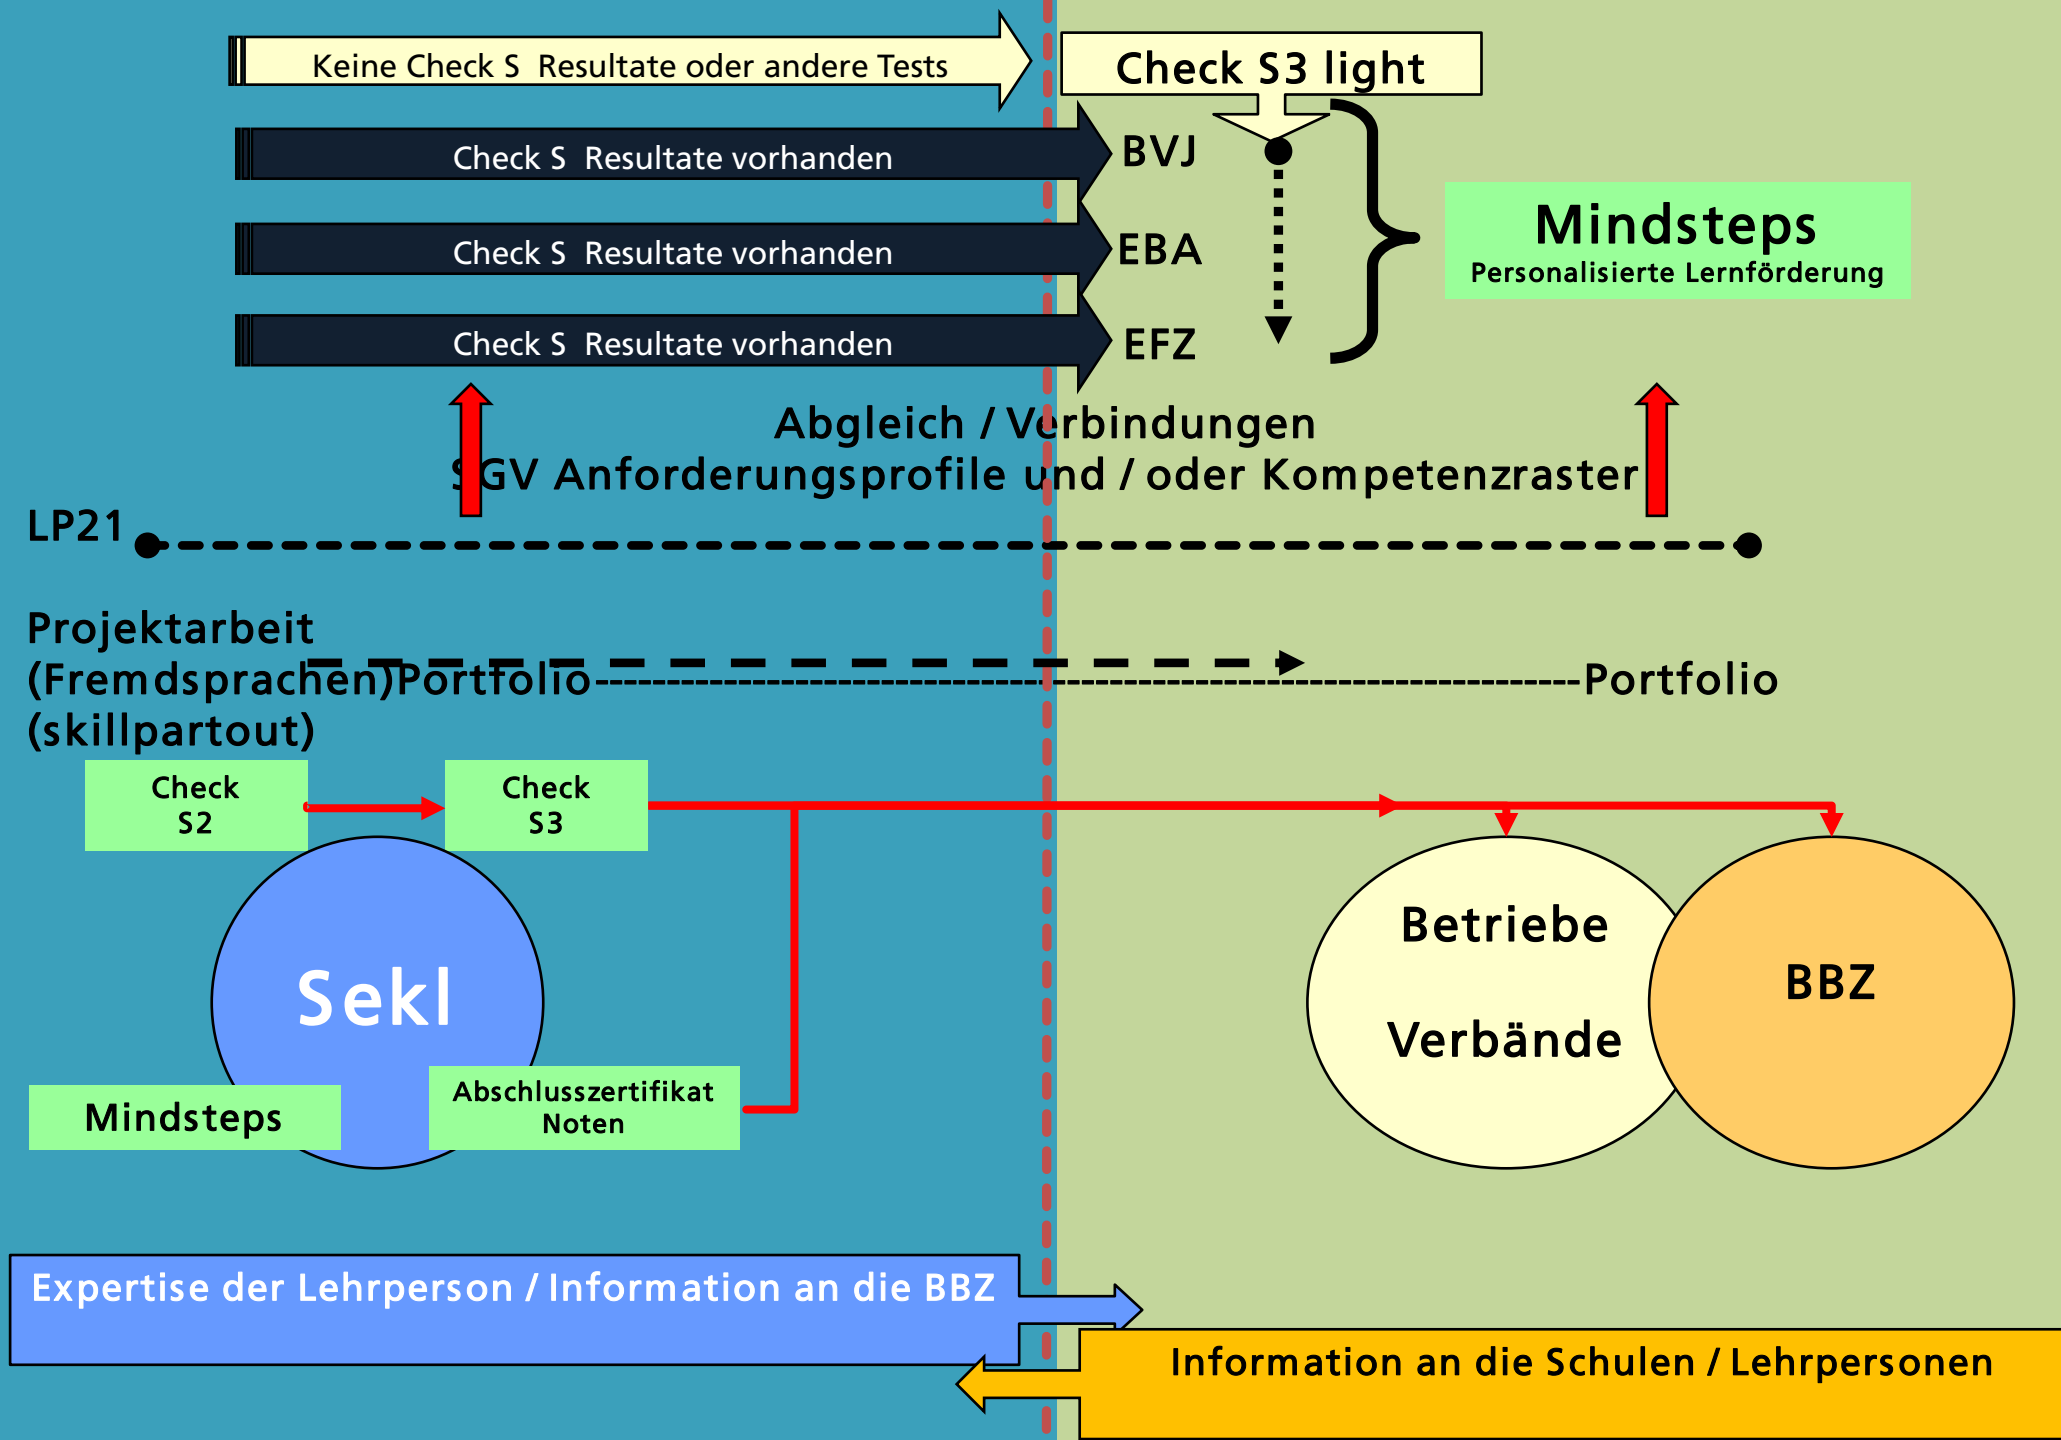 Keine Check S  Resultate oder andere Tests
Check S3 light
Check S  Resultate vorhanden
BVJ
Check S  Resultate vorhanden
EBA
Mindsteps
Personalisierte Lernförderung
Check S  Resultate vorhanden
EFZ
Abgleich / Verbindungen
SGV Anforderungsprofile und / oder Kompetenzraster
LP21
Projektarbeit
(Fremdsprachen)Portfolio
Portfolio
(skillpartout)
Check
S2
Check
S3
SekI
Betriebe
Verbände
BBZ
Mindsteps
Abschlusszertifikat
Noten
Expertise der Lehrperson / Information an die BBZ
Information an die Schulen / Lehrpersonen